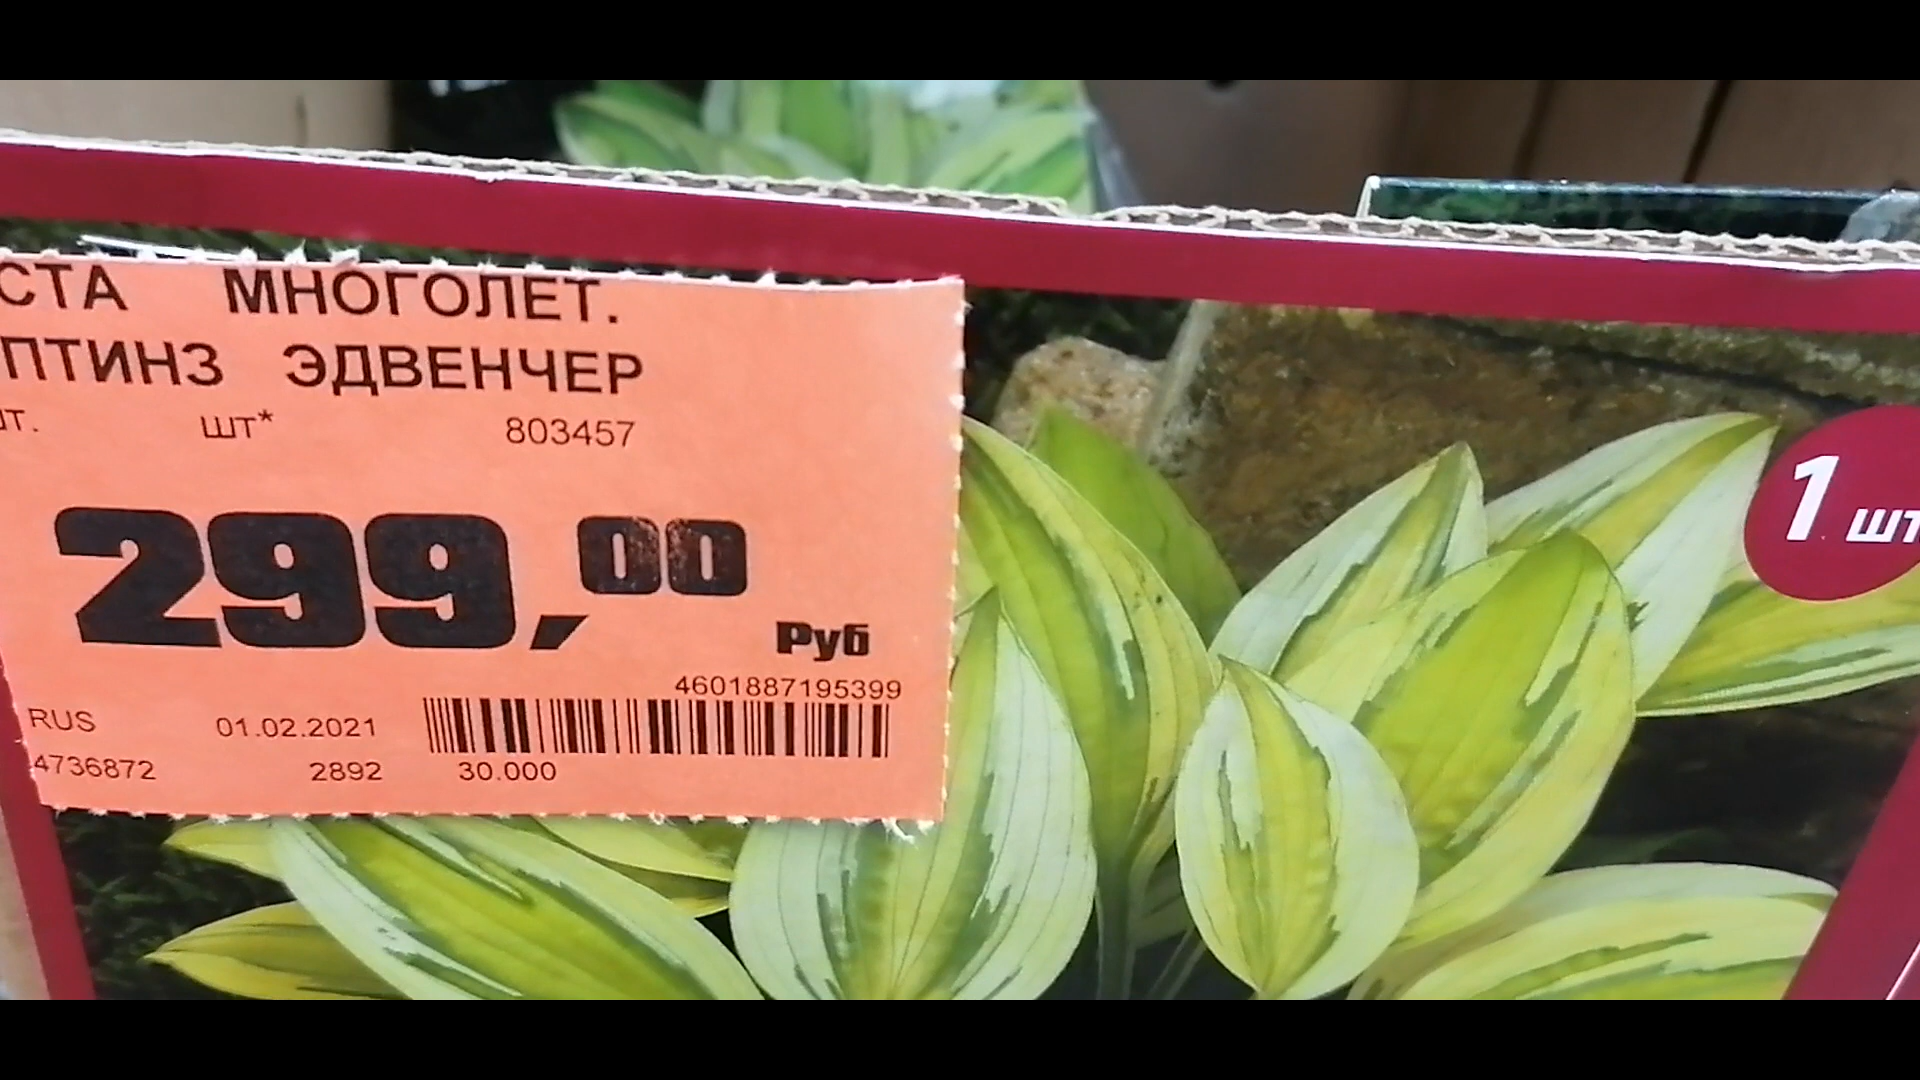 СТА МНОГОЛЕТ.
ПТИНЗ ЭДВЕНЧЕР
шт. шт* 803457
299,00
Руб
4601887195399
RUS 01.02.2021
4736872 2892 30.000
1 шт